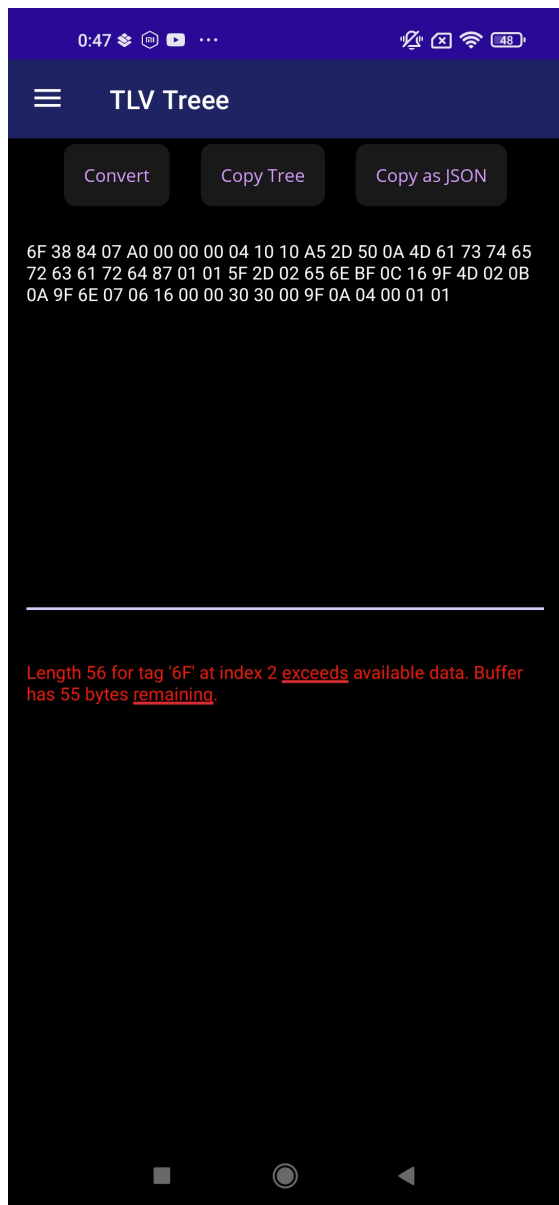 0:47
48
TLV Treee
Convert Copy Tree Copy as JSON
6F 38 84 07 A0 00 00 00 04 10 10 A5 2D 50 0A 4D 61 73 74 65
72 63 61 72 64 87 01 01 5F 2D 02 65 6E BF 0C 16 9F 4D 02 0B
0A 9F 6E 07 06 16 00 00 30 30 00 9F 0A 04 00 01 01
Length 56 for tag '6F' at index 2 exceeds available data. Buffer
has 55 bytes remaining.